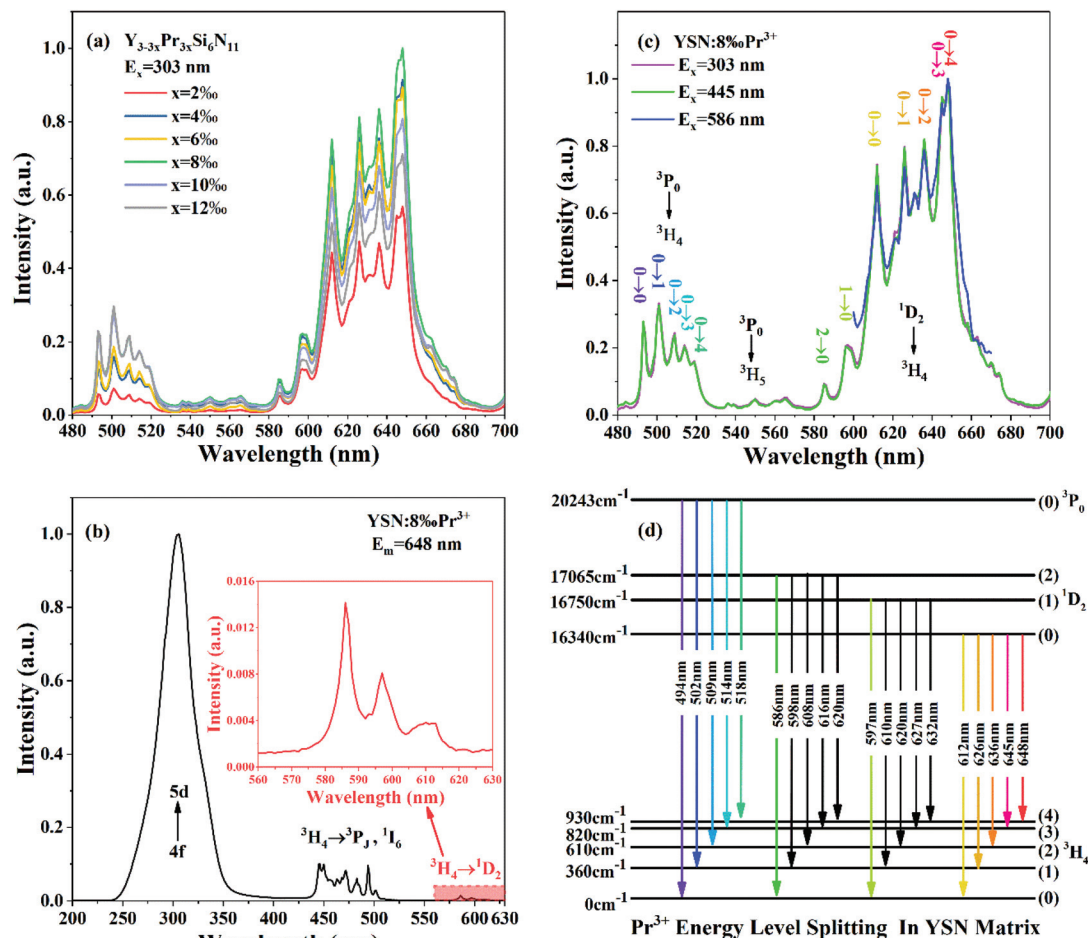 (a)
Y3-3xPr3xSi6N11
Ex=303 nm
x=2‰
x=4‰
x=6‰
x=8‰
x=10‰
x=12‰
Intensity (a.u.)
1.0
0.8
0.6
0.4
0.2
0.0
480 500 520 540 560 580 600 620 640 660 680 700
Wavelength (nm)
(c)
YSN:8‰Pr³⁺
Ex=303 nm
Ex=445 nm
Ex=586 nm
³P₀
³H₄
0→0
0→1
0→2
0→3
0→4
³P₀
³H₅
2→0
1→0
0→0
0→1
0→2
0→3
0→4
¹D₂
³H₄
Intensity (a.u.)
1.0
0.8
0.6
0.4
0.2
0.0
480 500 520 540 560 580 600 620 640 660 680 700
Wavelength (nm)
(b)
YSN:8‰Pr³⁺
Em=648 nm
Intensity (a.u.)
1.0
0.8
0.6
0.4
0.2
0.0
5d
4f
Intensity (a.u.)
0.016
0.012
0.008
0.004
0.000
560 570 580 590 600 610 620 630
Wavelength (nm)
³H₄→³PJ, ¹I₆
³H₄→¹D₂
200 250 300 350 400 450 500 600 630
Wavelength (nm)
(d)
20243cm⁻¹ (0) ³P₀
17065cm⁻¹ (2)
16750cm⁻¹ (1) ¹D₂
16340cm⁻¹ (0)
494nm
502nm
509nm
514nm
518nm
586nm
598nm
608nm
616nm
620nm
597nm
610nm
620nm
627nm
632nm
612nm
626nm
636nm
645nm
648nm
930cm⁻¹ (4)
820cm⁻¹ (3)
610cm⁻¹ (2) ³H₄
360cm⁻¹ (1)
0cm⁻¹ (0)
Pr³⁺ Energy Level Splitting In YSN Matrix